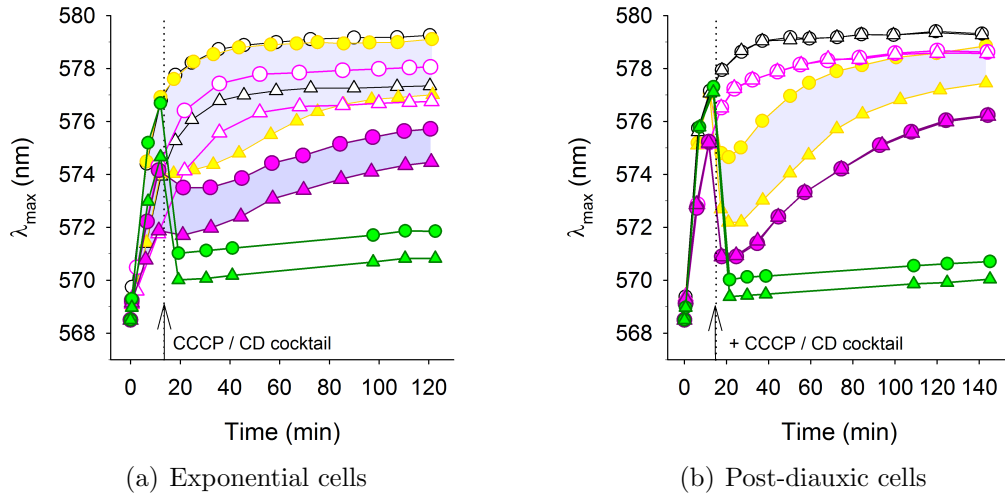 580
578
576
574
572
570
568
λmax (nm)
CCCP / CD cocktail
0 20 40 60 80 100 120
Time (min)
(a) Exponential cells
580
578
576
574
572
570
568
λmax (nm)
+ CCCP / CD cocktail
0 20 40 60 80 100 120 140
Time (min)
(b) Post-diauxic cells